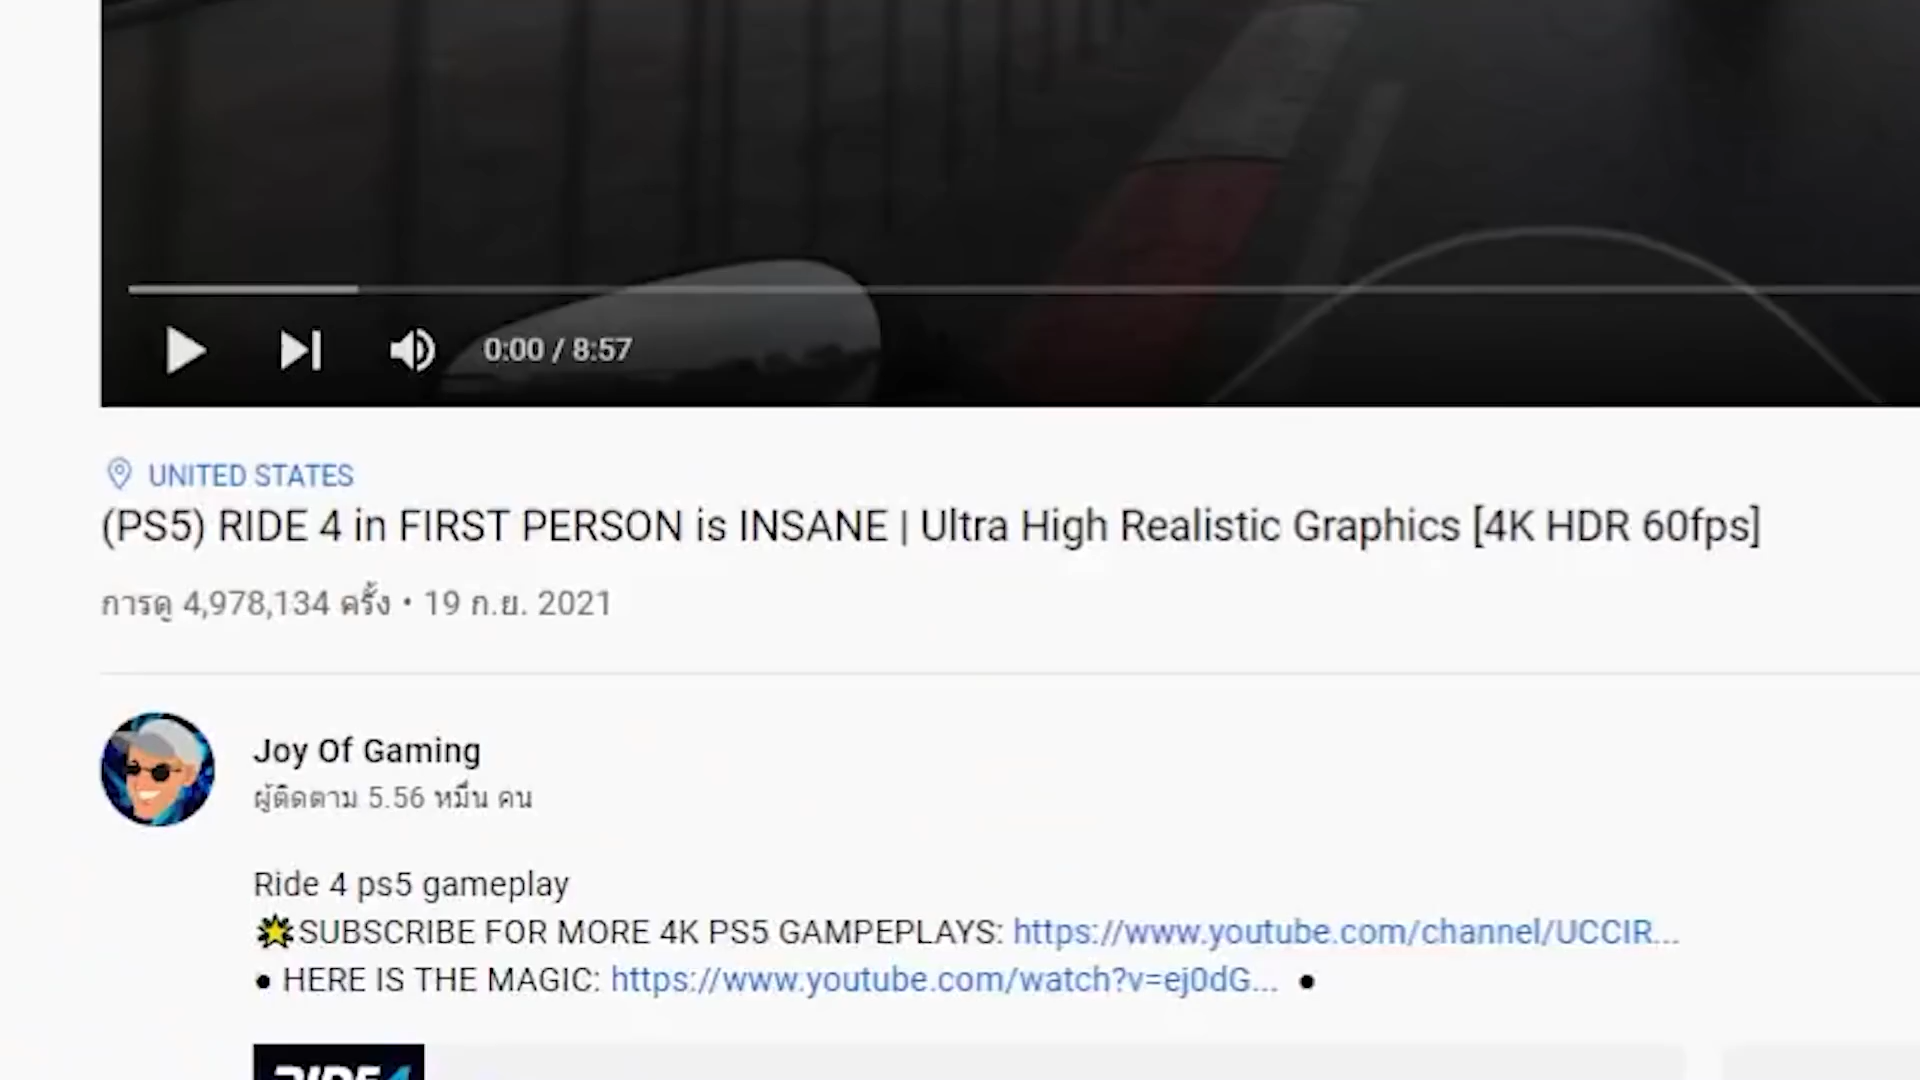 0:00 / 8:57
UNITED STATES
(PS5) RIDE 4 in FIRST PERSON is INSANE | Ultra High Realistic Graphics [4K HDR 60fps]
การดู 4,978,134 ครั้ง • 19 ก.ย. 2021
Joy Of Gaming
ผู้ติดตาม 5.56 หมื่น คน
Ride 4 ps5 gameplay
🌟SUBSCRIBE FOR MORE 4K PS5 GAMPEPLAYS: https://www.youtube.com/channel/UCCIR...
● HERE IS THE MAGIC: https://www.youtube.com/watch?v=ej0dG... ●
RIDE 4